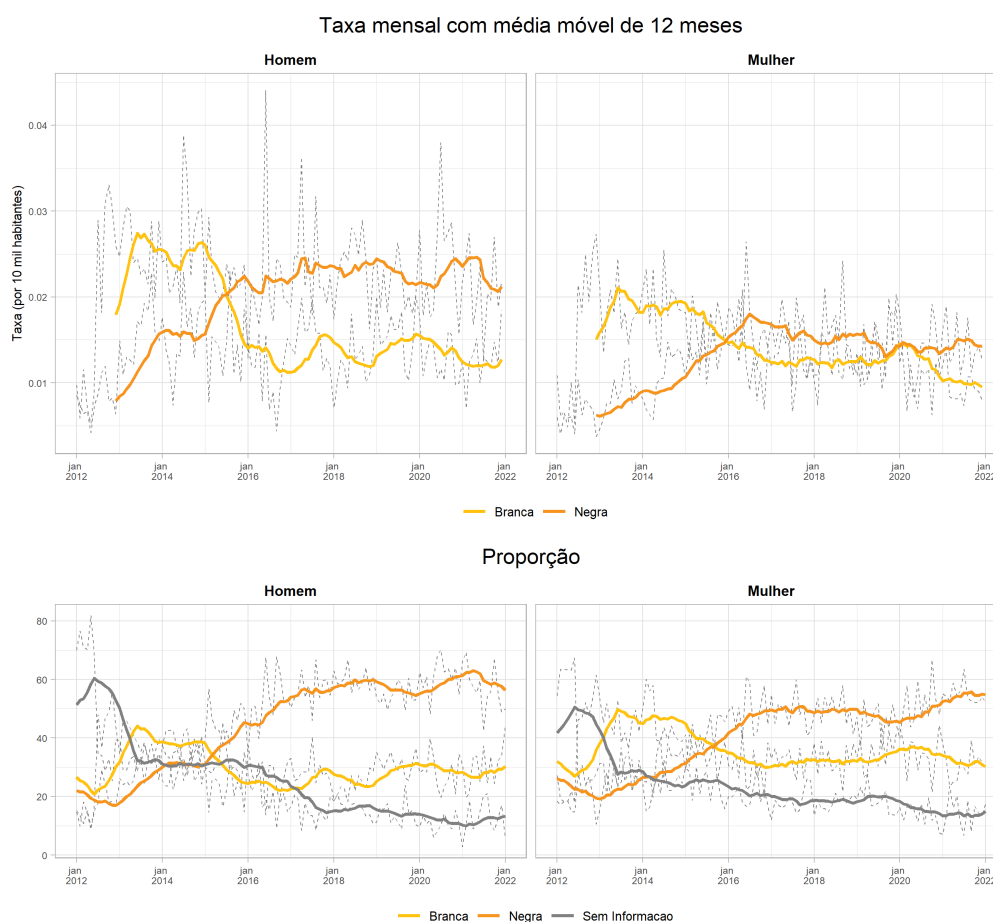 Taxa mensal com média móvel de 12 meses
Homem
Mulher
Taxa (por 10 mil habitantes)
0.04
0.03
0.02
0.01
jan 2012
jan 2014
jan 2016
jan 2018
jan 2020
jan 2022
jan 2012
jan 2014
jan 2016
jan 2018
jan 2020
jan 2022
Branca Negra
Proporção
Homem
Mulher
80
60
40
20
0
jan 2012
jan 2014
jan 2016
jan 2018
jan 2020
jan 2022
jan 2012
jan 2014
jan 2016
jan 2018
jan 2020
jan 2022
Branca Negra Sem Informacao